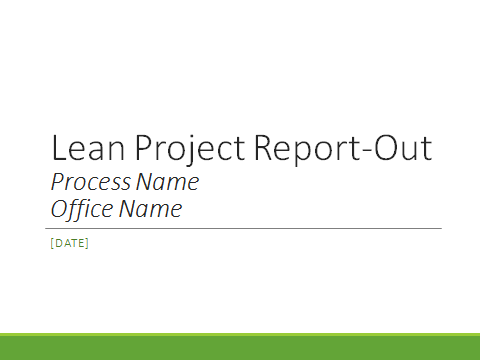 Lean Project Report-Out
Process Name
Office Name
[DATE]